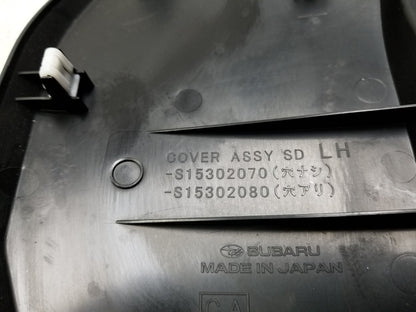 COVER ASSY SD LH
-S15302070(穴ナシ)
-S15302080(穴アリ)
SUBARU
MADE IN JAPAN